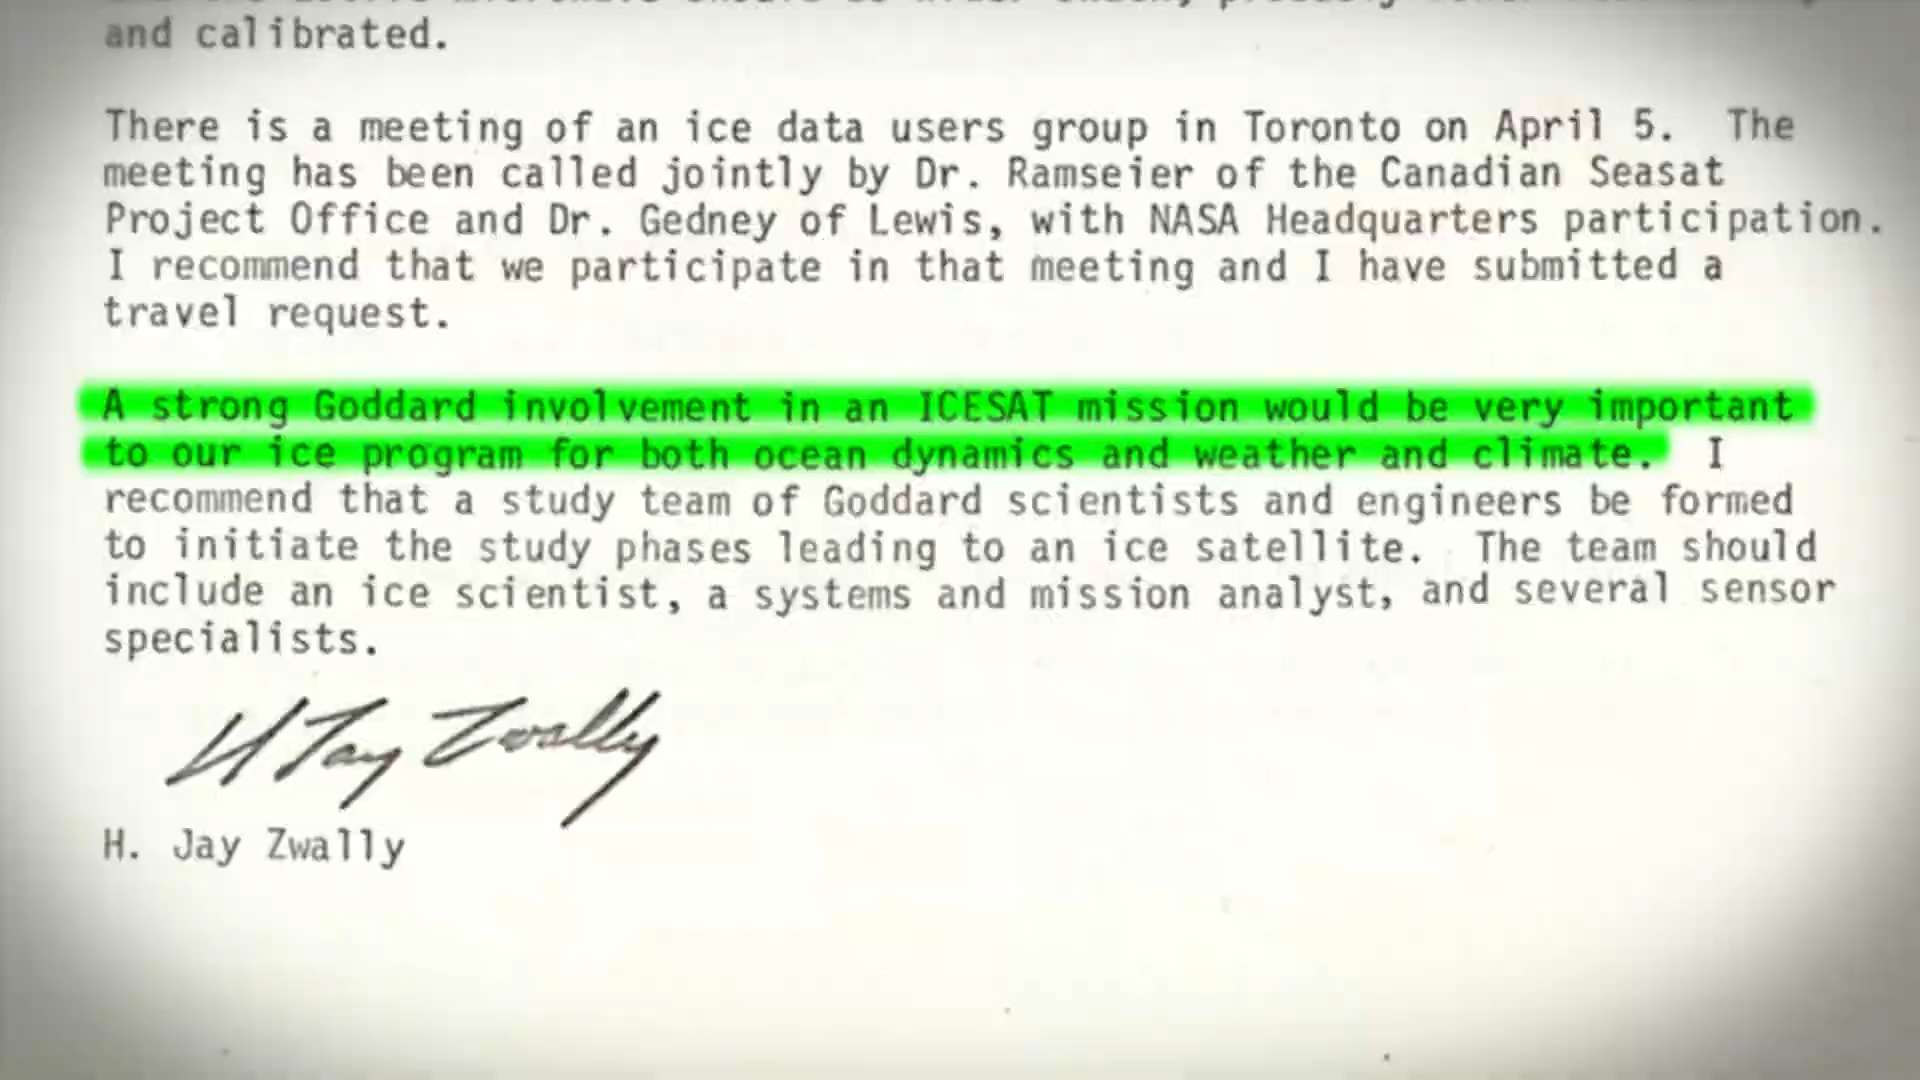 and calibrated.
There is a meeting of an ice data users group in Toronto on April 5. The
meeting has been called jointly by Dr. Ramseier of the Canadian Seasat
Project Office and Dr. Gedney of Lewis, with NASA Headquarters participation.
I recommend that we participate in that meeting and I have submitted a
travel request.
A strong Goddard involvement in an ICESAT mission would be very important
to our ice program for both ocean dynamics and weather and climate. I
recommend that a study team of Goddard scientists and engineers be formed
to initiate the study phases leading to an ice satellite. The team should
include an ice scientist, a systems and mission analyst, and several sensor
specialists.
H Jay Zwally
H. Jay Zwally